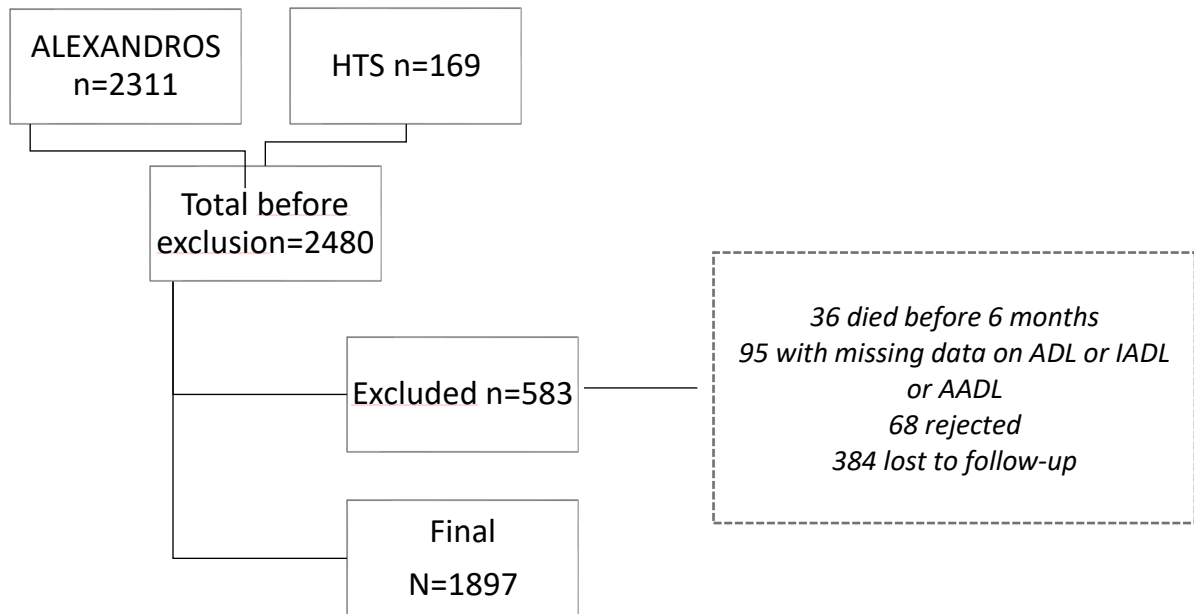 ALEXANDROS
n=2311
HTS n=169
Total before
exclusion=2480
36 died before 6 months
95 with missing data on ADL or IADL
or AADL
68 rejected
384 lost to follow-up
Excluded n=583
Final
N=1897